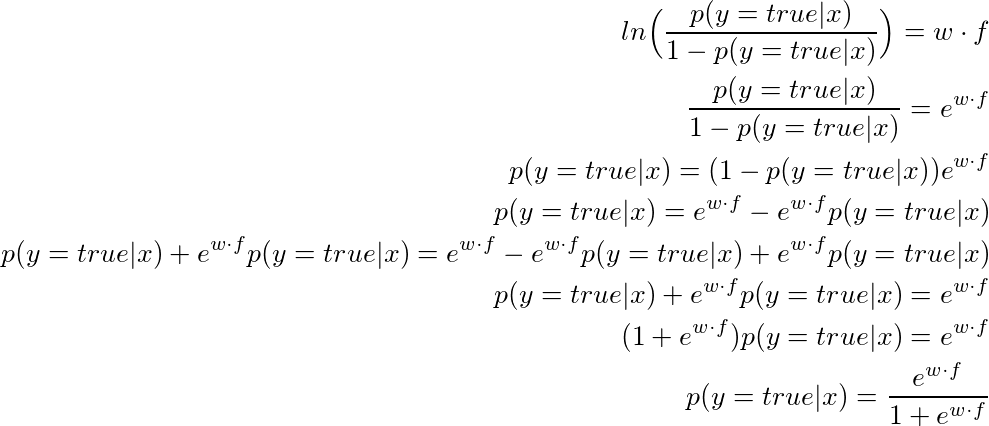 ln(p(y = true|x) / 1 − p(y = true|x)) = w · f
p(y = true|x) / 1 − p(y = true|x) = e^{w·f}
p(y = true|x) = (1 − p(y = true|x))e^{w·f}
p(y = true|x) = e^{w·f} − e^{w·f}p(y = true|x)
p(y = true|x) + e^{w·f}p(y = true|x) = e^{w·f} − e^{w·f}p(y = true|x) + e^{w·f}p(y = true|x)
p(y = true|x) + e^{w·f}p(y = true|x) = e^{w·f}
(1 + e^{w·f})p(y = true|x) = e^{w·f}
p(y = true|x) = e^{w·f} / 1 + e^{w·f}